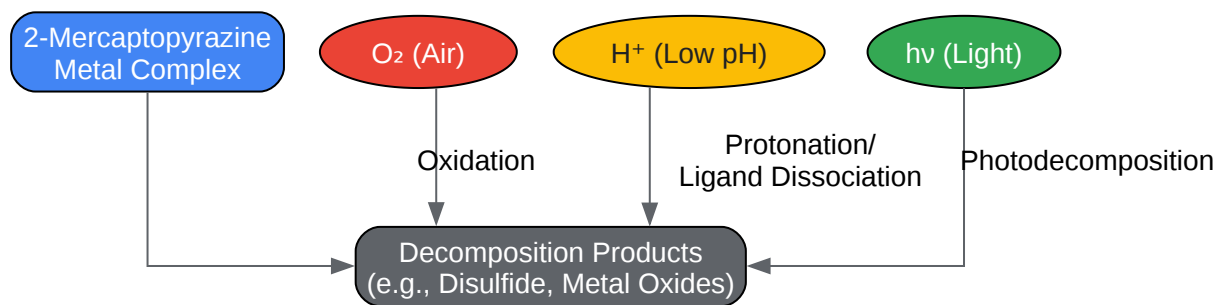 2-Mercaptopyrazine
Metal Complex
O₂ (Air)
H⁺ (Low pH)
hν (Light)
Oxidation
Protonation/
Ligand Dissociation
Photodecomposition
Decomposition Products
(e.g., Disulfide, Metal Oxides)